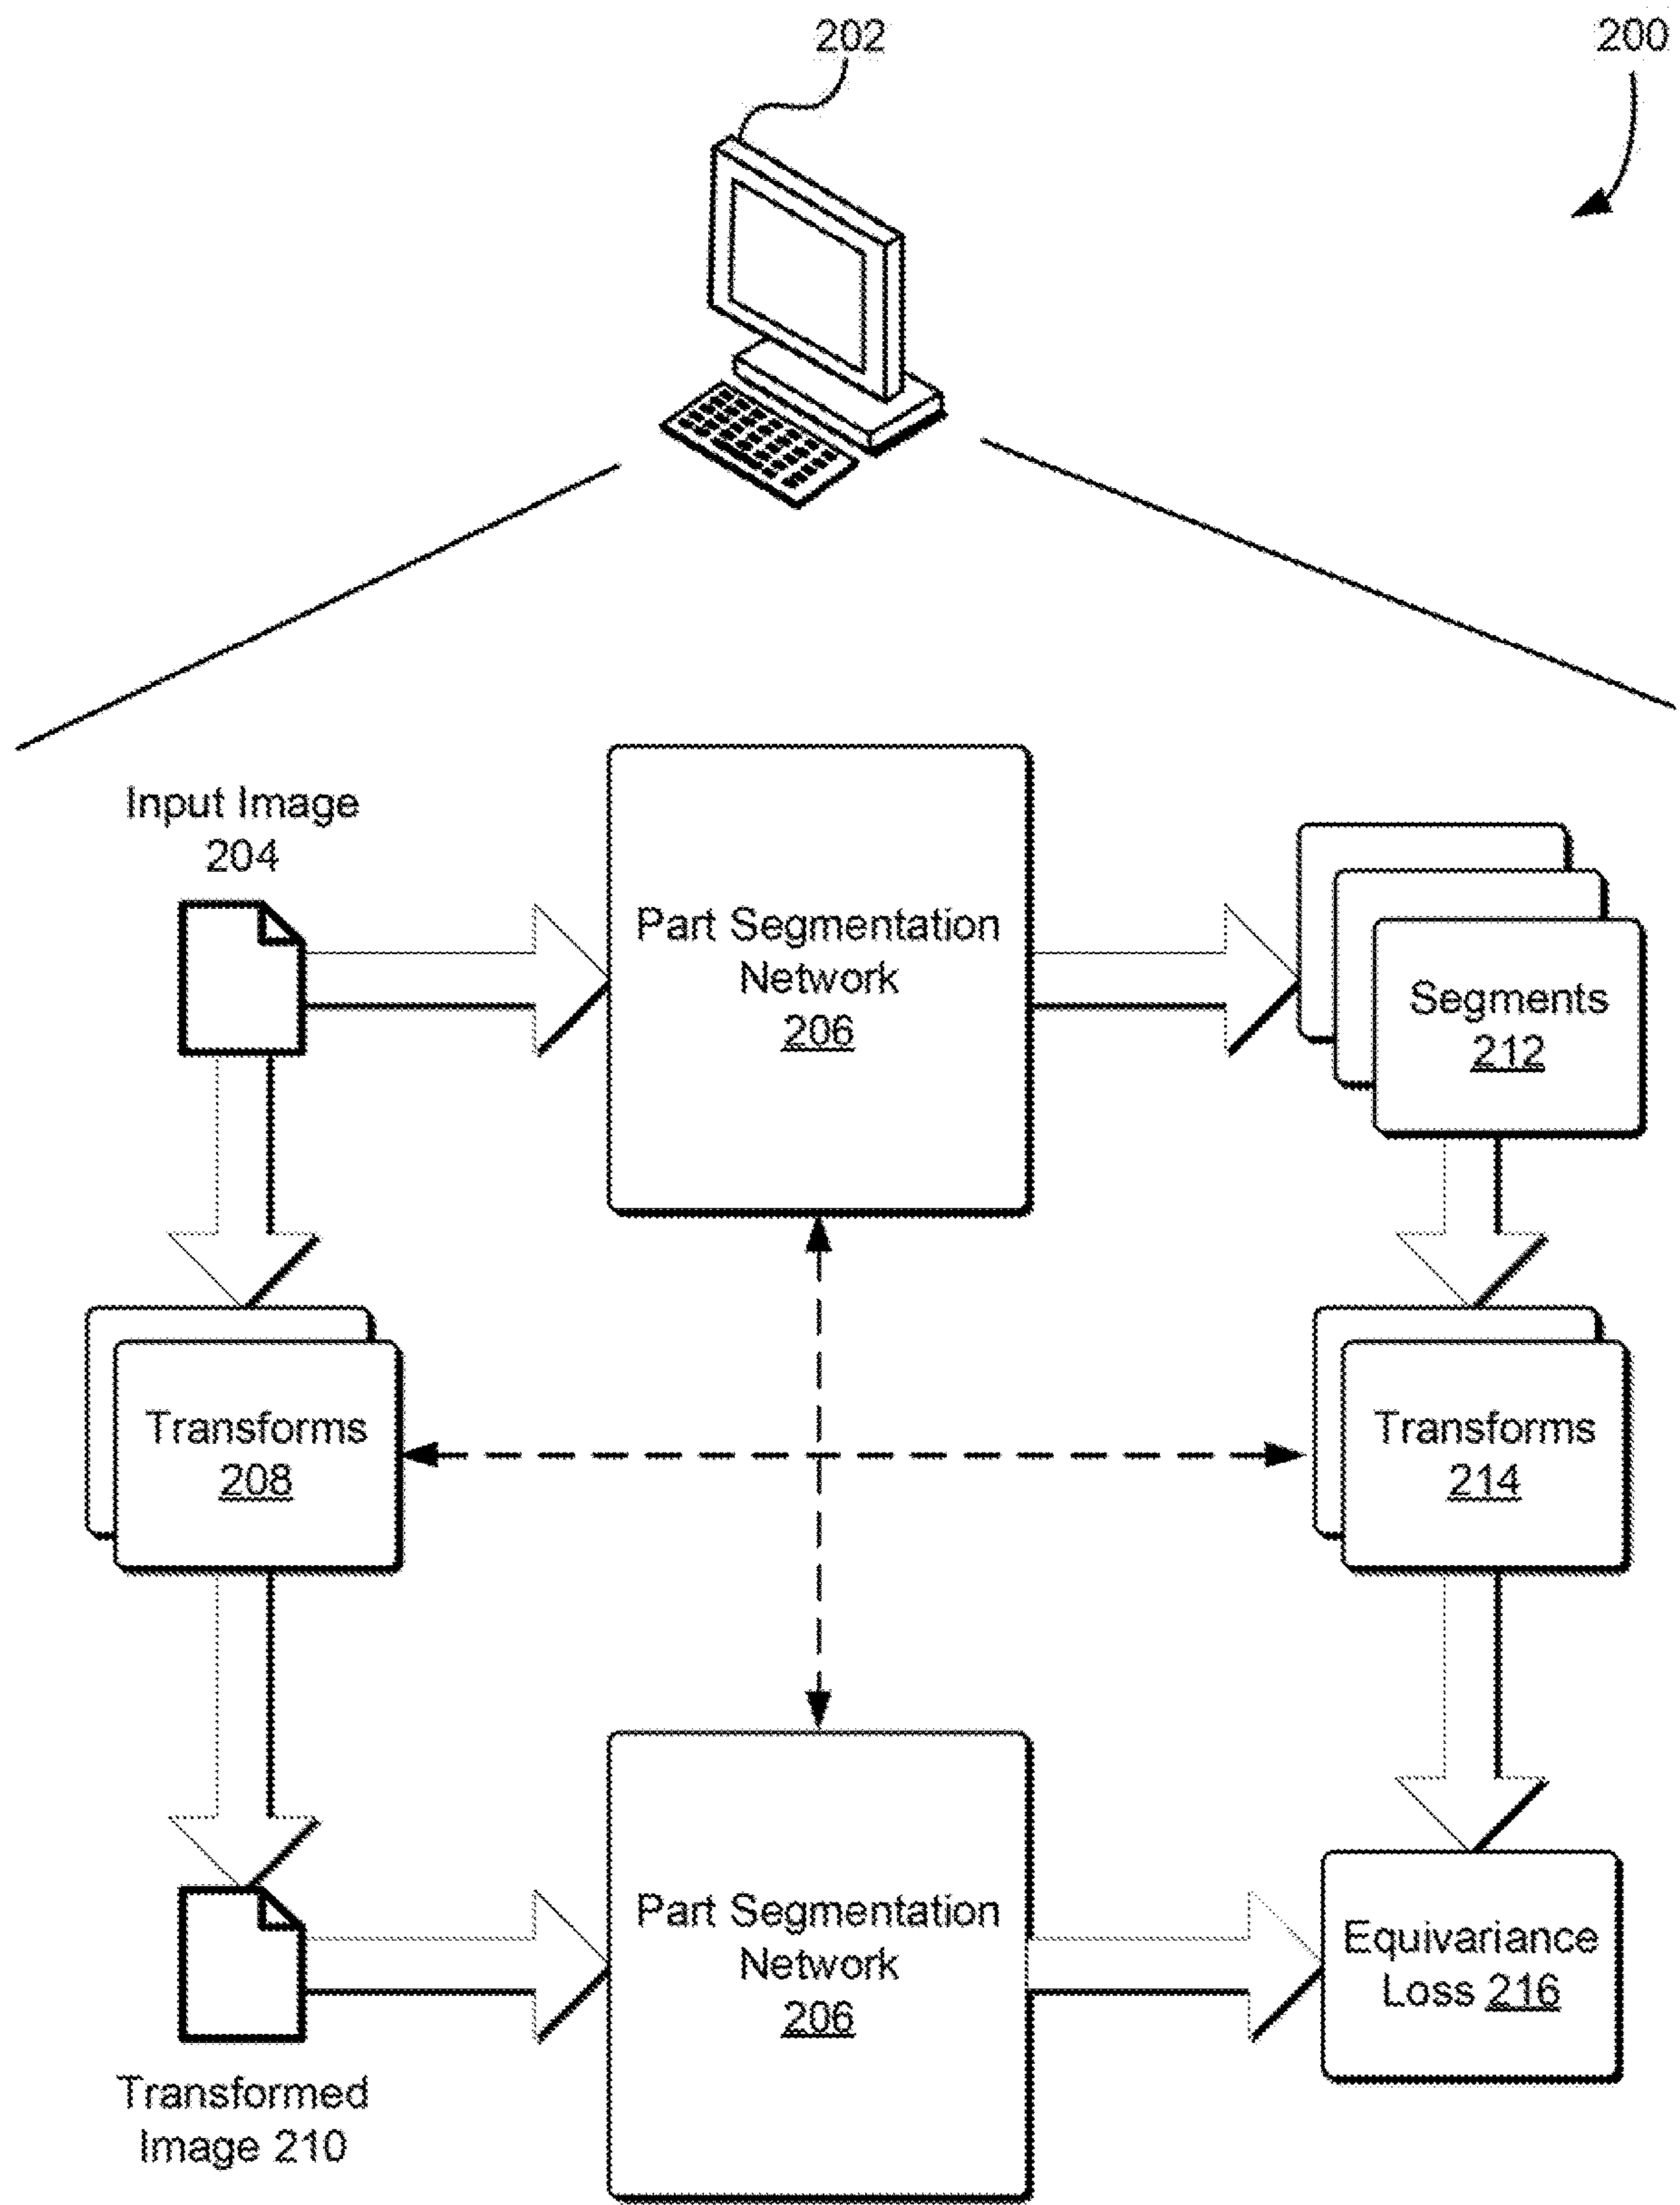 202
200
Input Image
204
Part Segmentation
Network
206
Segments
212
Transforms
208
Transforms
214
Part Segmentation
Network
206
Equivariance
Loss 216
Transformed
Image 210